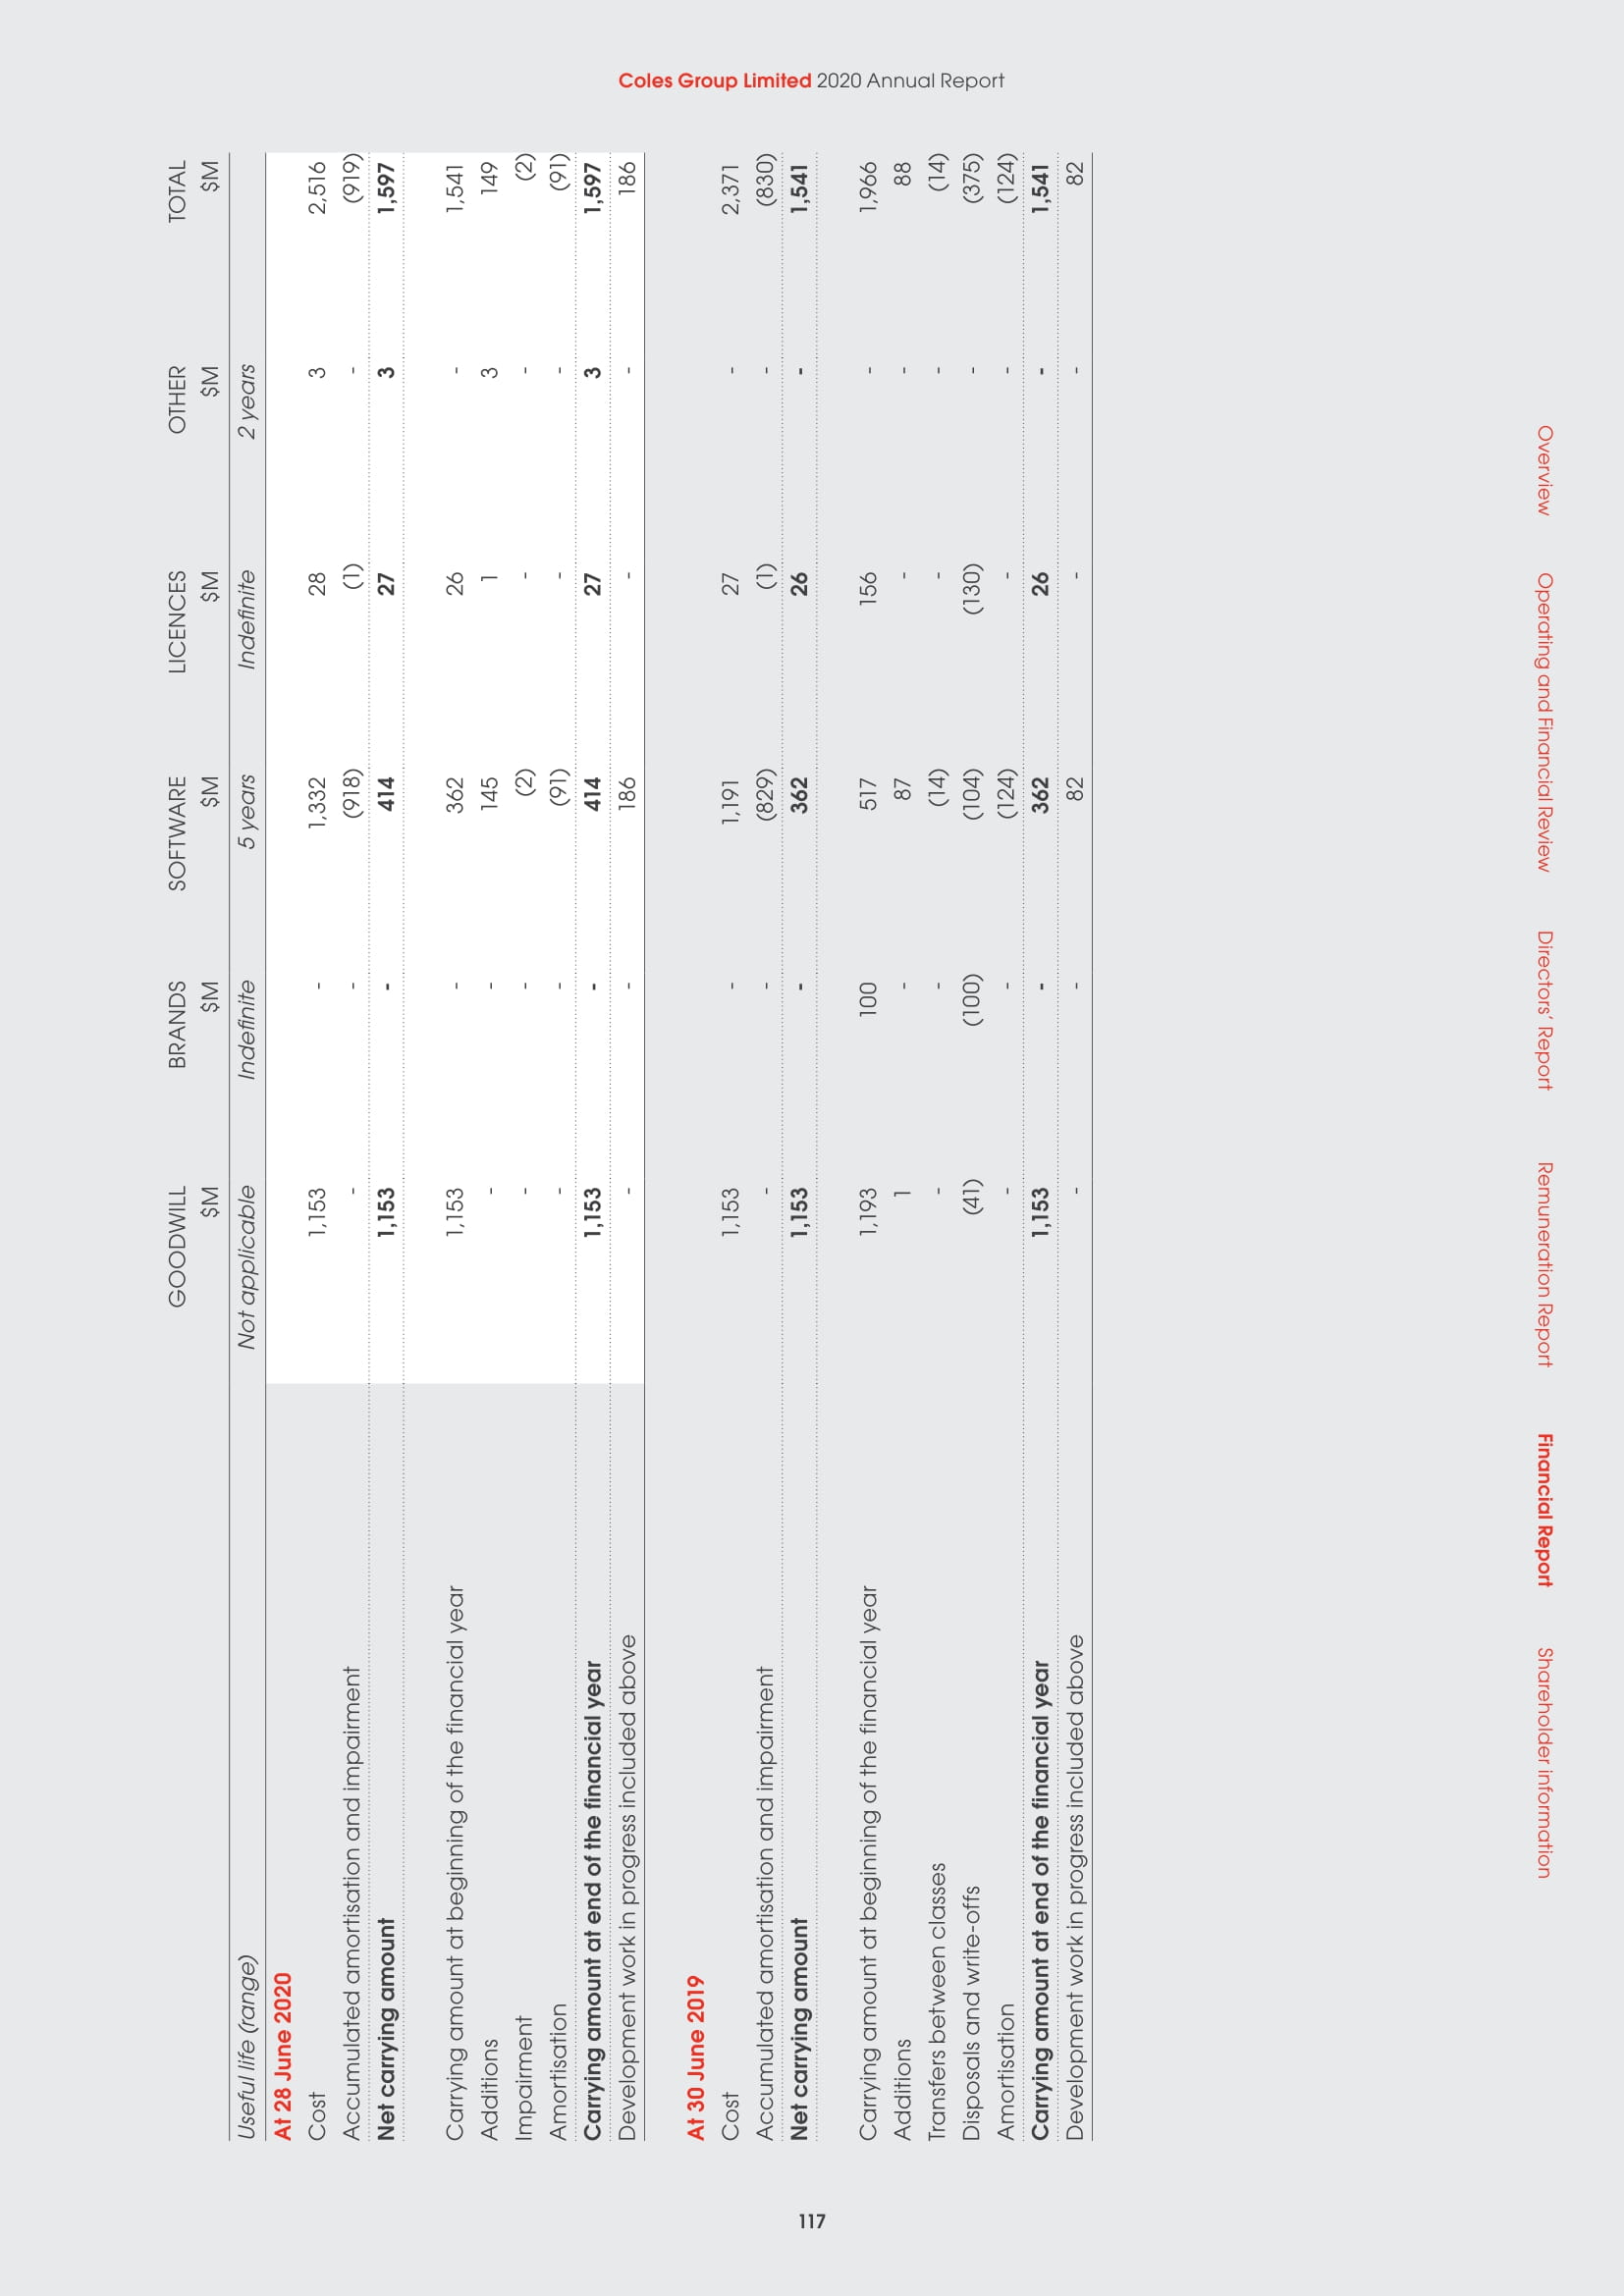 Coles Group Limited 2020 Annual Report
GOODWILL BRANDS SOFTWARE LICENCES OTHER TOTAL
$M $M $M $M $M $M
Useful life (range) Not applicable Indefinite 5 years Indefinite 2 years
At 28 June 2020
Cost 1,153 - 1,332 28 3 2,516
Accumulated amortisation and impairment - - (918) (1) - (919)
Net carrying amount 1,153 - 414 27 3 1,597
Carrying amount at beginning of the financial year 1,153 - 362 26 - 1,541
Additions - - 145 1 3 149
Impairment - - (2) - - (2)
Amortisation - - (91) - - (91)
Carrying amount at end of the financial year 1,153 - 414 27 3 1,597
Development work in progress included above - - 186 - - 186
At 30 June 2019
Cost 1,153 - 1,191 27 - 2,371
Accumulated amortisation and impairment - - (829) (1) - (830)
Net carrying amount 1,153 - 362 26 - 1,541
Carrying amount at beginning of the financial year 1,193 100 517 156 - 1,966
Additions 1 - 87 - - 88
Transfers between classes - - (14) - - (14)
Disposals and write-offs (41) (100) (104) (130) - (375)
Amortisation - - (124) - - (124)
Carrying amount at end of the financial year 1,153 - 362 26 - 1,541
Development work in progress included above - - 82 - - 82
Overview Operating and Financial Review Directors’ Report Remuneration Report Financial Report Shareholder information
117